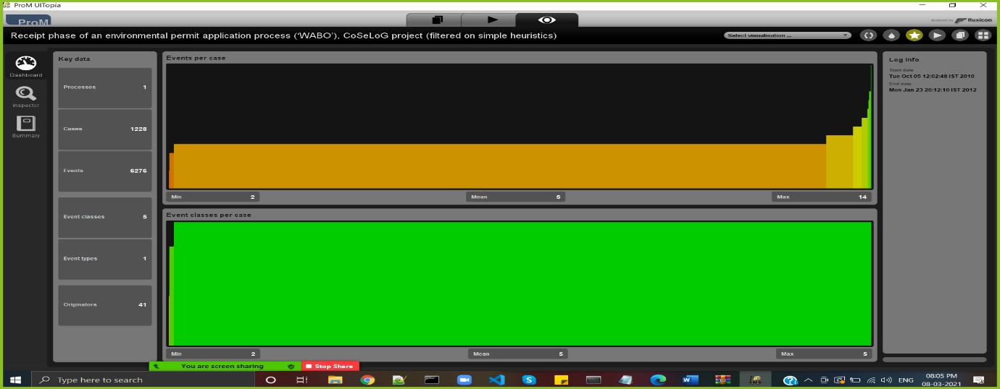 ProM UITopia
ProM
designed by fluxicon
Receipt phase of an environmental permit application process (‘WABO’), CoSeLoG project (filtered on simple heuristics)
Select visualisation ...
Dashboard
Inspector
Summary
Key data
Processes 1
Cases 1228
Events 6276
Event classes 5
Event types 1
Originators 41
Events per case
Min 2
Mean 5
Max 14
Event classes per case
Min 2
Mean 5
Max 5
Log info
Start date
Tue Oct 05 12:02:48 IST 2010
End date
Mon Jan 23 20:12:10 IST 2012
You are screen sharing
Stop Share
Type here to search
ENG
08:05 PM
08-03-2021